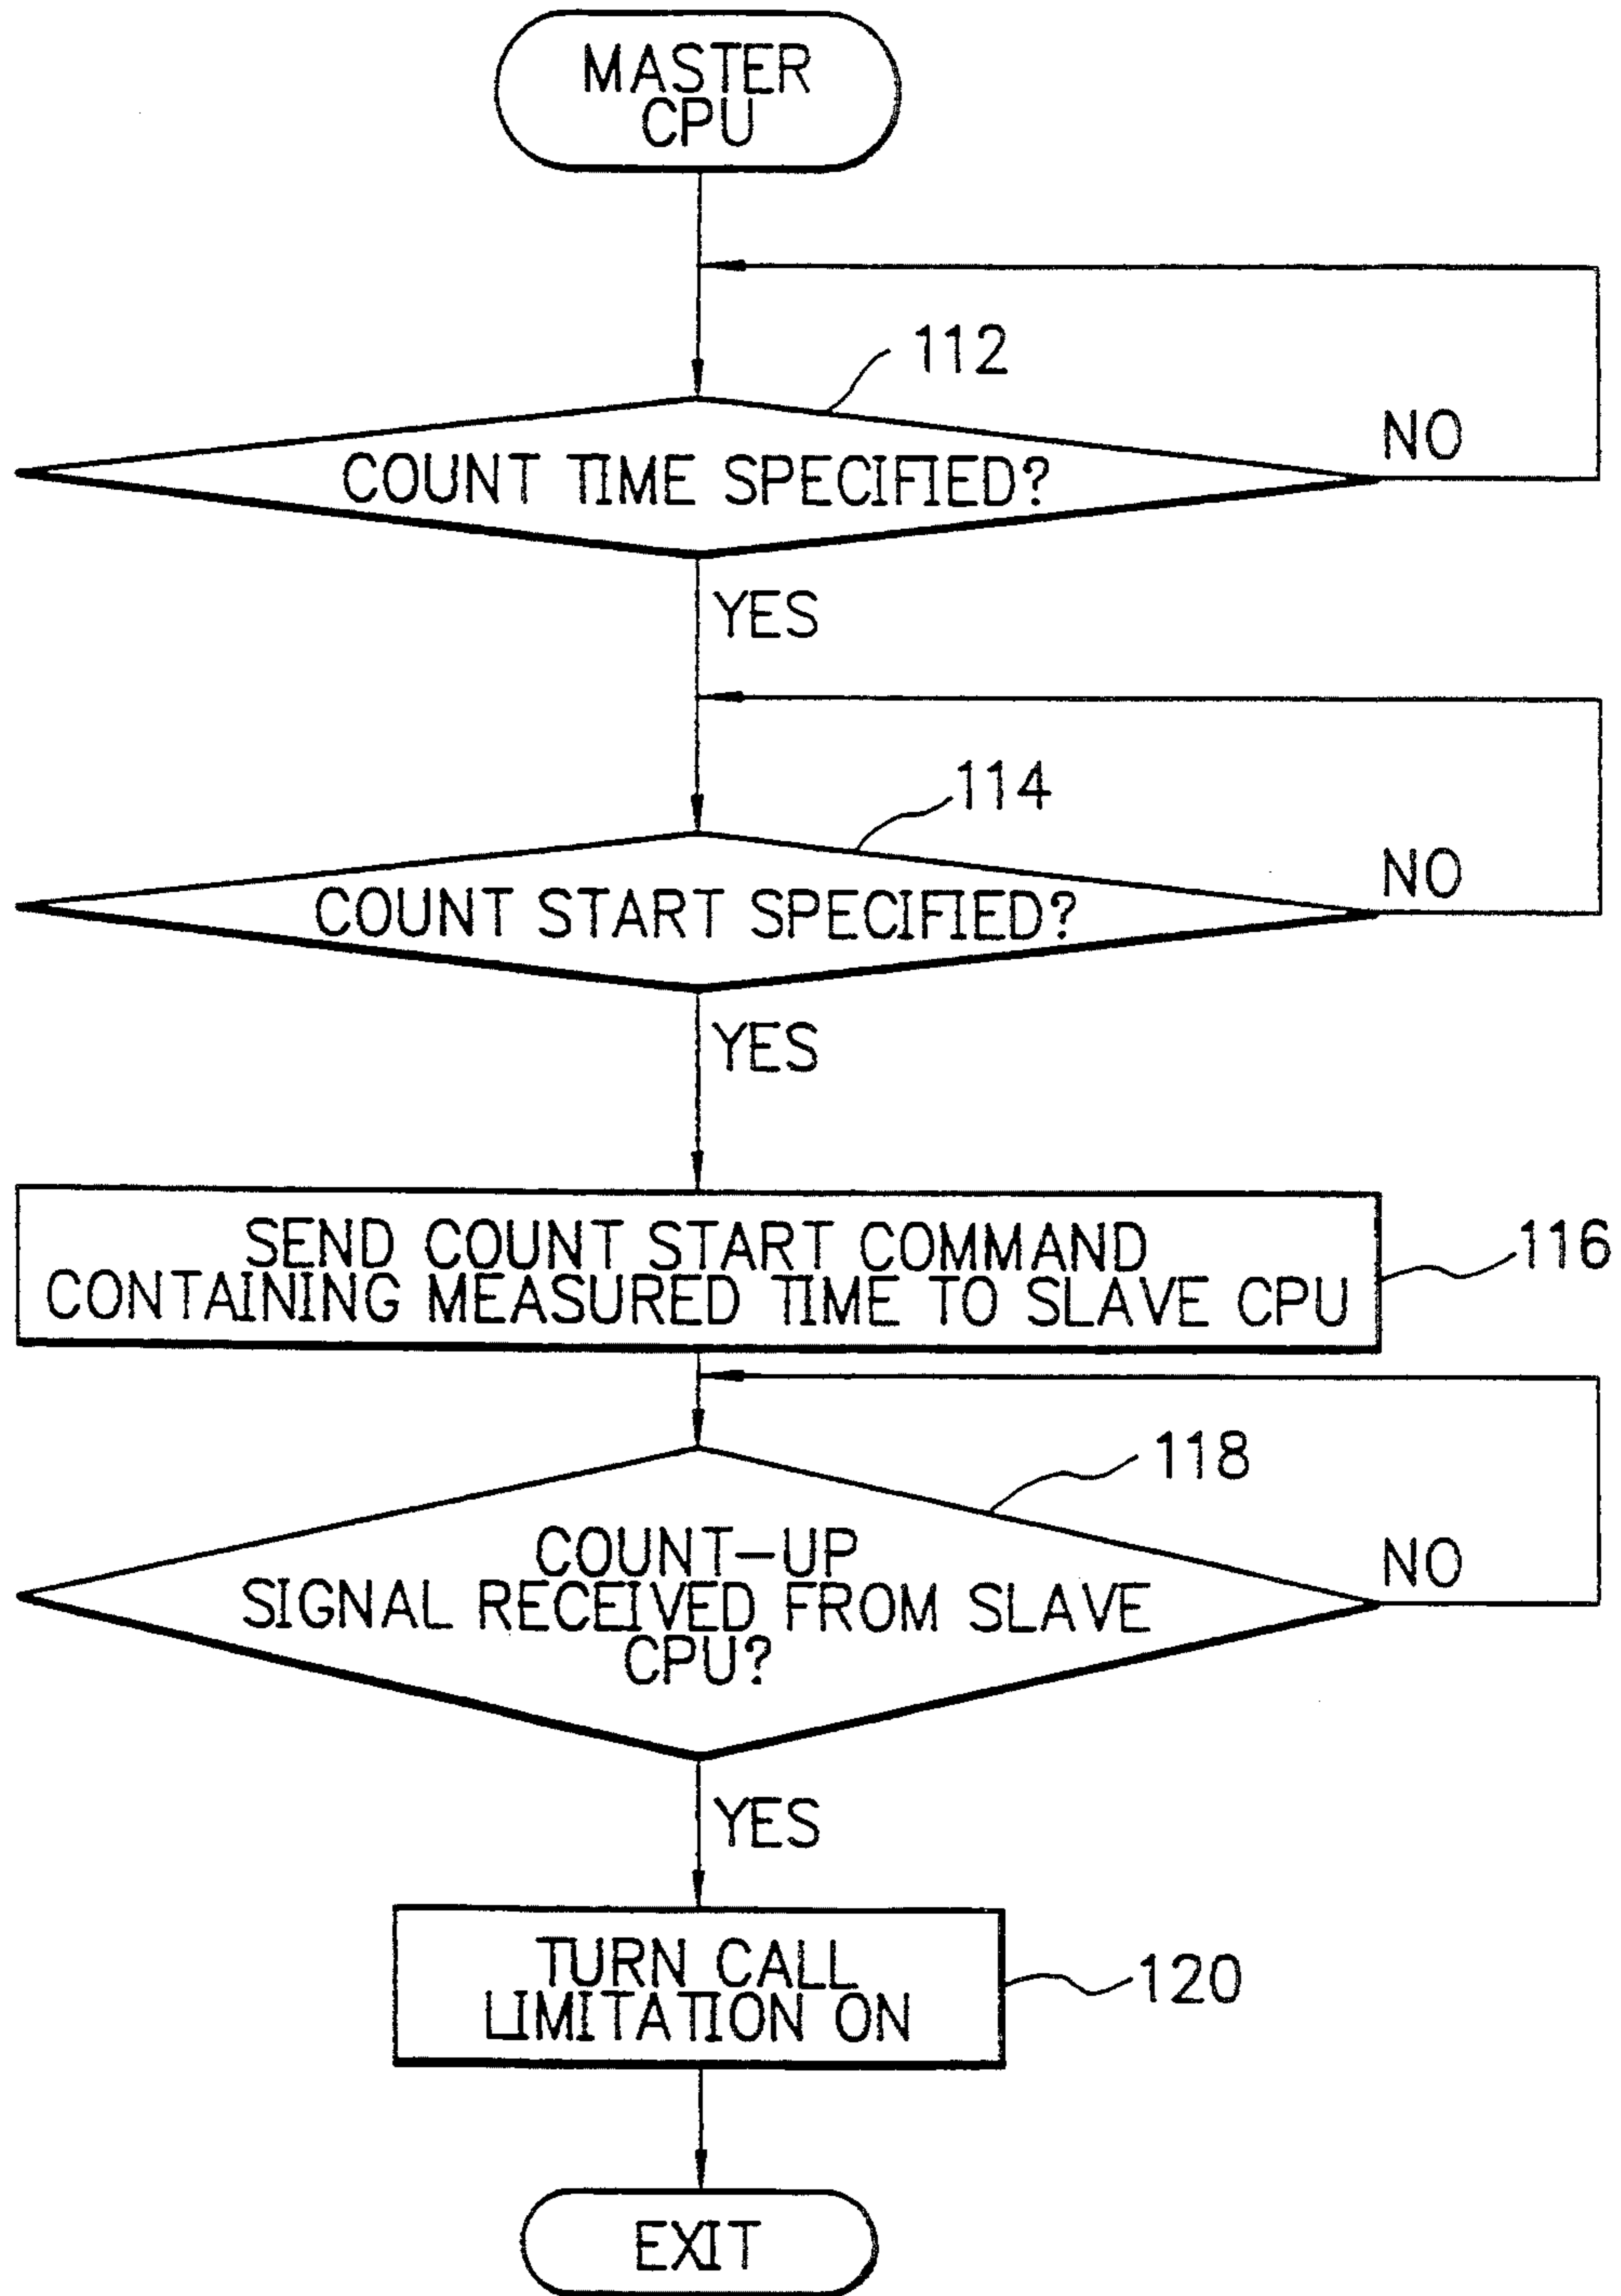 MASTER
CPU
112
NO
COUNT TIME SPECIFIED?
YES
114
NO
COUNT START SPECIFIED?
YES
SEND COUNT START COMMAND
CONTAINING MEASURED TIME TO SLAVE CPU
116
118
NO
COUNT-UP
SIGNAL RECEIVED FROM SLAVE
CPU?
YES
TURN CALL
LIMITATION ON
120
EXIT